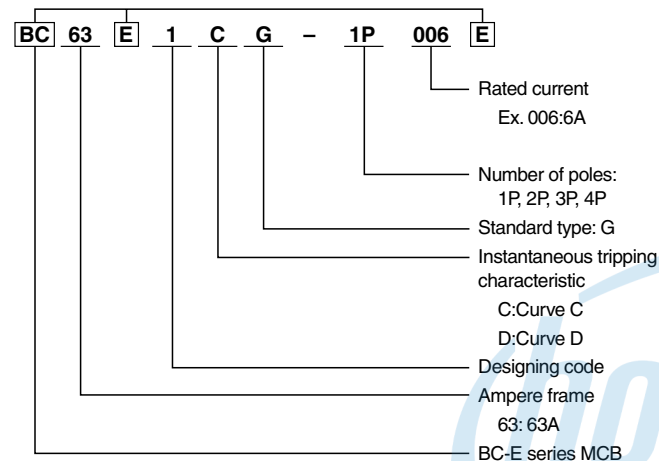 BC 63 E 1 C G – 1P 006 E
Rated current
Ex. 006:6A
Number of poles:
1P, 2P, 3P, 4P
Standard type: G
Instantaneous tripping
characteristic
C:Curve C
D:Curve D
Designing code
Ampere frame
63: 63A
BC-E series MCB